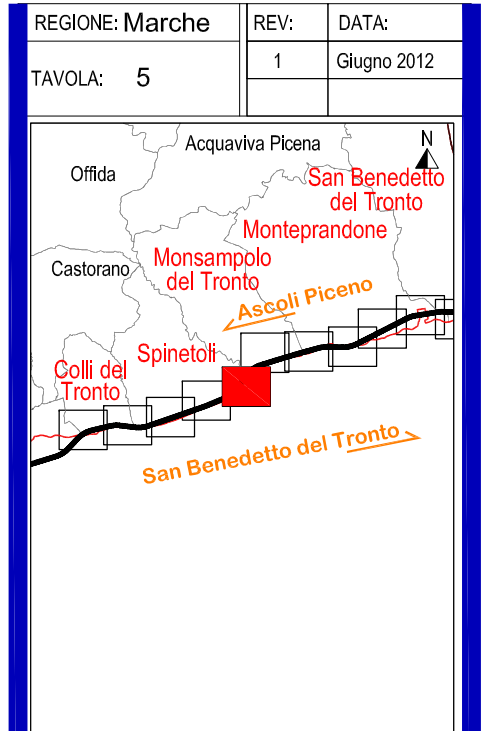 REGIONE: Marche
REV:
DATA:
TAVOLA: 5
1
Giugno 2012
N
Acquaviva Picena
Offida
San Benedetto
del Tronto
Monteprandone
Castorano
Monsampolo
del Tronto
Ascoli Piceno
Spinetoli
Colli del
Tronto
San Benedetto del Tronto